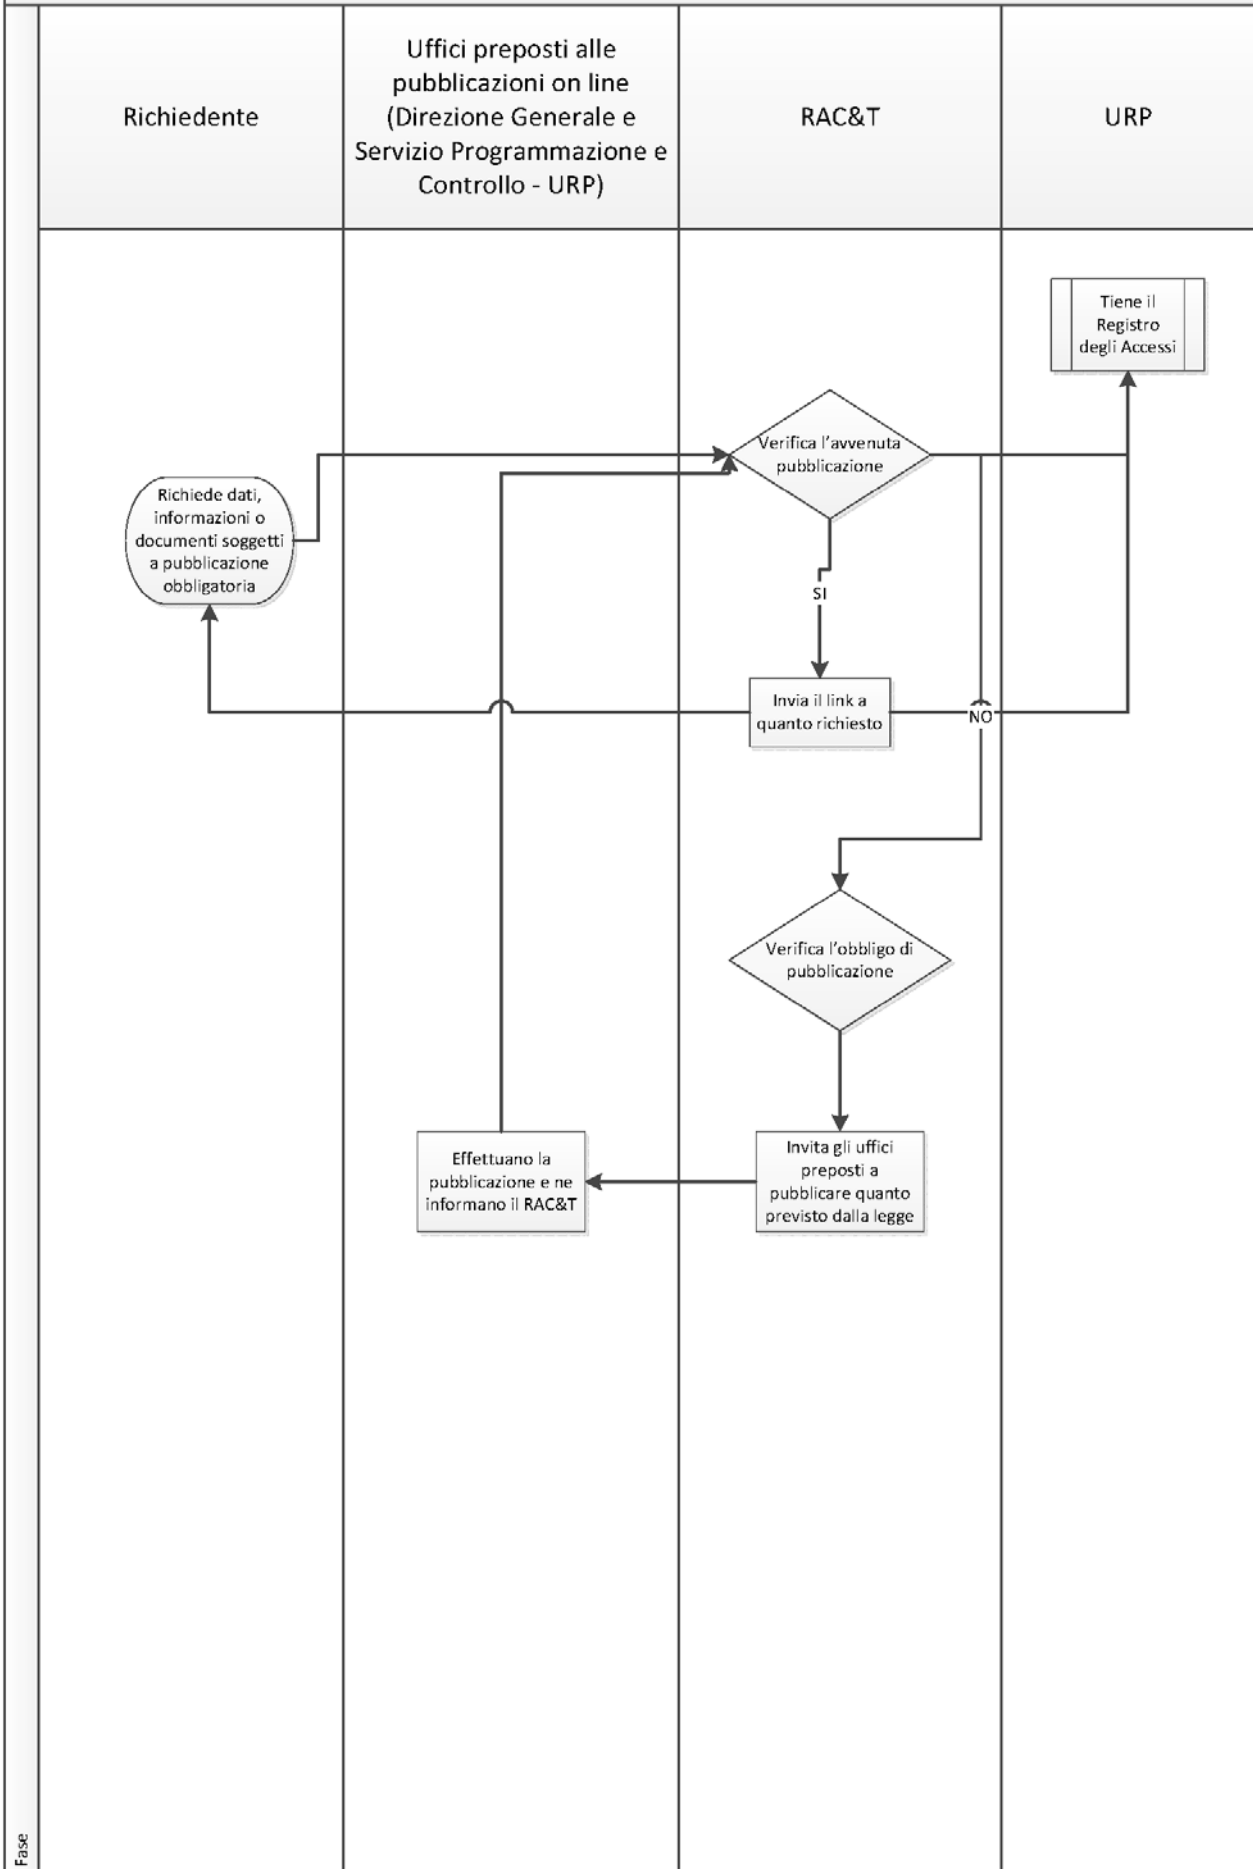 Richiedente
Uffici preposti alle
pubblicazioni on line
(Direzione Generale e
Servizio Programmazione e
Controllo - URP)
RAC&T
URP
Tiene il
Registro
degli Accessi
Verifica l'avvenuta
pubblicazione
Richiede dati,
informazioni o
documenti soggetti
a pubblicazione
obbligatoria
SI
Invia il link a
quanto richiesto
NO
Verifica l'obbligo di
pubblicazione
Effettuano la
pubblicazione e ne
informano il RAC&T
Invita gli uffici
preposti a
pubblicare quanto
previsto dalla legge
Fase